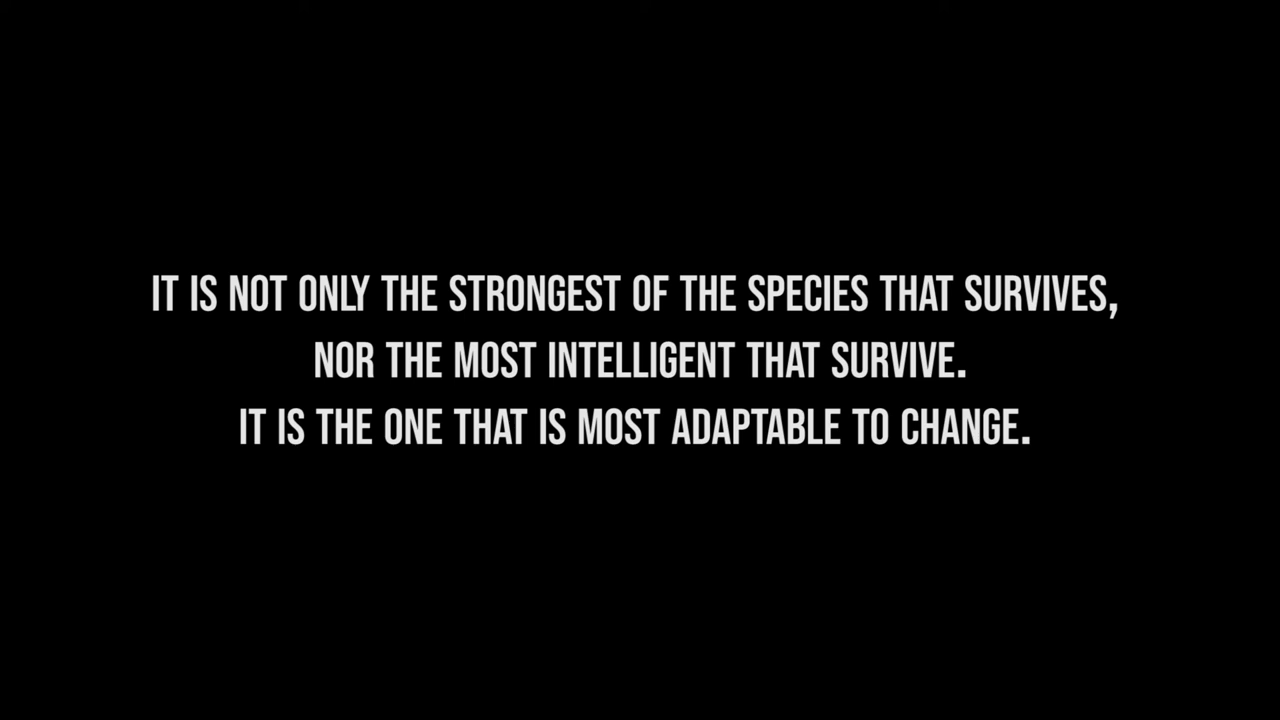 IT IS NOT ONLY THE STRONGEST OF THE SPECIES THAT SURVIVES,
NOR THE MOST INTELLIGENT THAT SURVIVE.
IT IS THE ONE THAT IS MOST ADAPTABLE TO CHANGE.